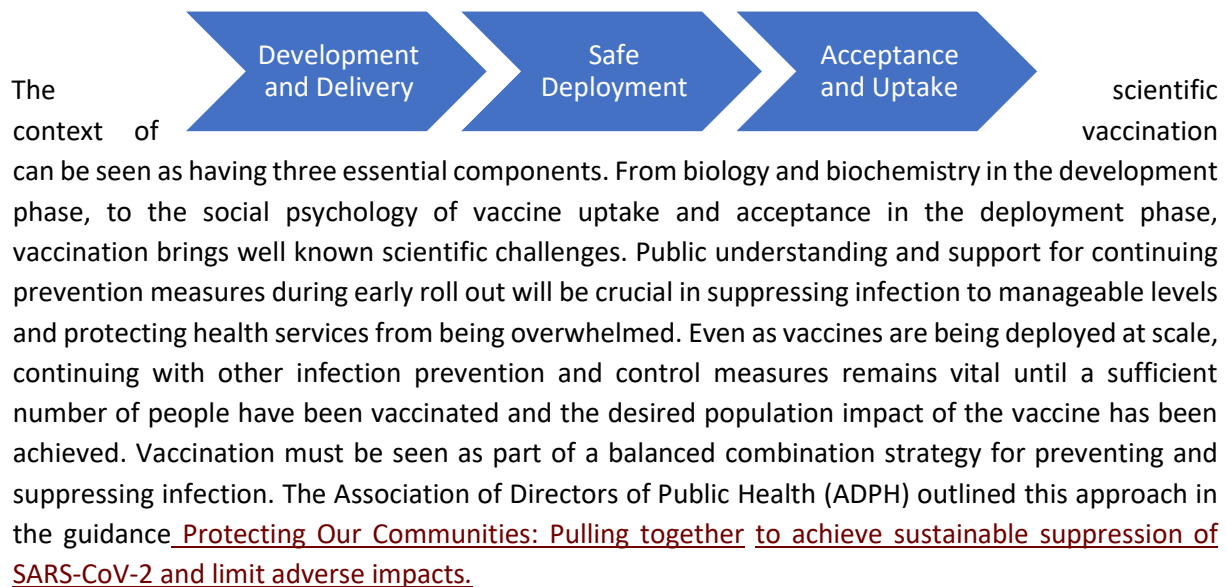 Development
and Delivery
Safe
Deployment
Acceptance
and Uptake
The scientific
context of vaccination
can be seen as having three essential components. From biology and biochemistry in the development
phase, to the social psychology of vaccine uptake and acceptance in the deployment phase,
vaccination brings well known scientific challenges. Public understanding and support for continuing
prevention measures during early roll out will be crucial in suppressing infection to manageable levels
and protecting health services from being overwhelmed. Even as vaccines are being deployed at scale,
continuing with other infection prevention and control measures remains vital until a sufficient
number of people have been vaccinated and the desired population impact of the vaccine has been
achieved. Vaccination must be seen as part of a balanced combination strategy for preventing and
suppressing infection. The Association of Directors of Public Health (ADPH) outlined this approach in
the guidance Protecting Our Communities: Pulling together to achieve sustainable suppression of
SARS-CoV-2 and limit adverse impacts.